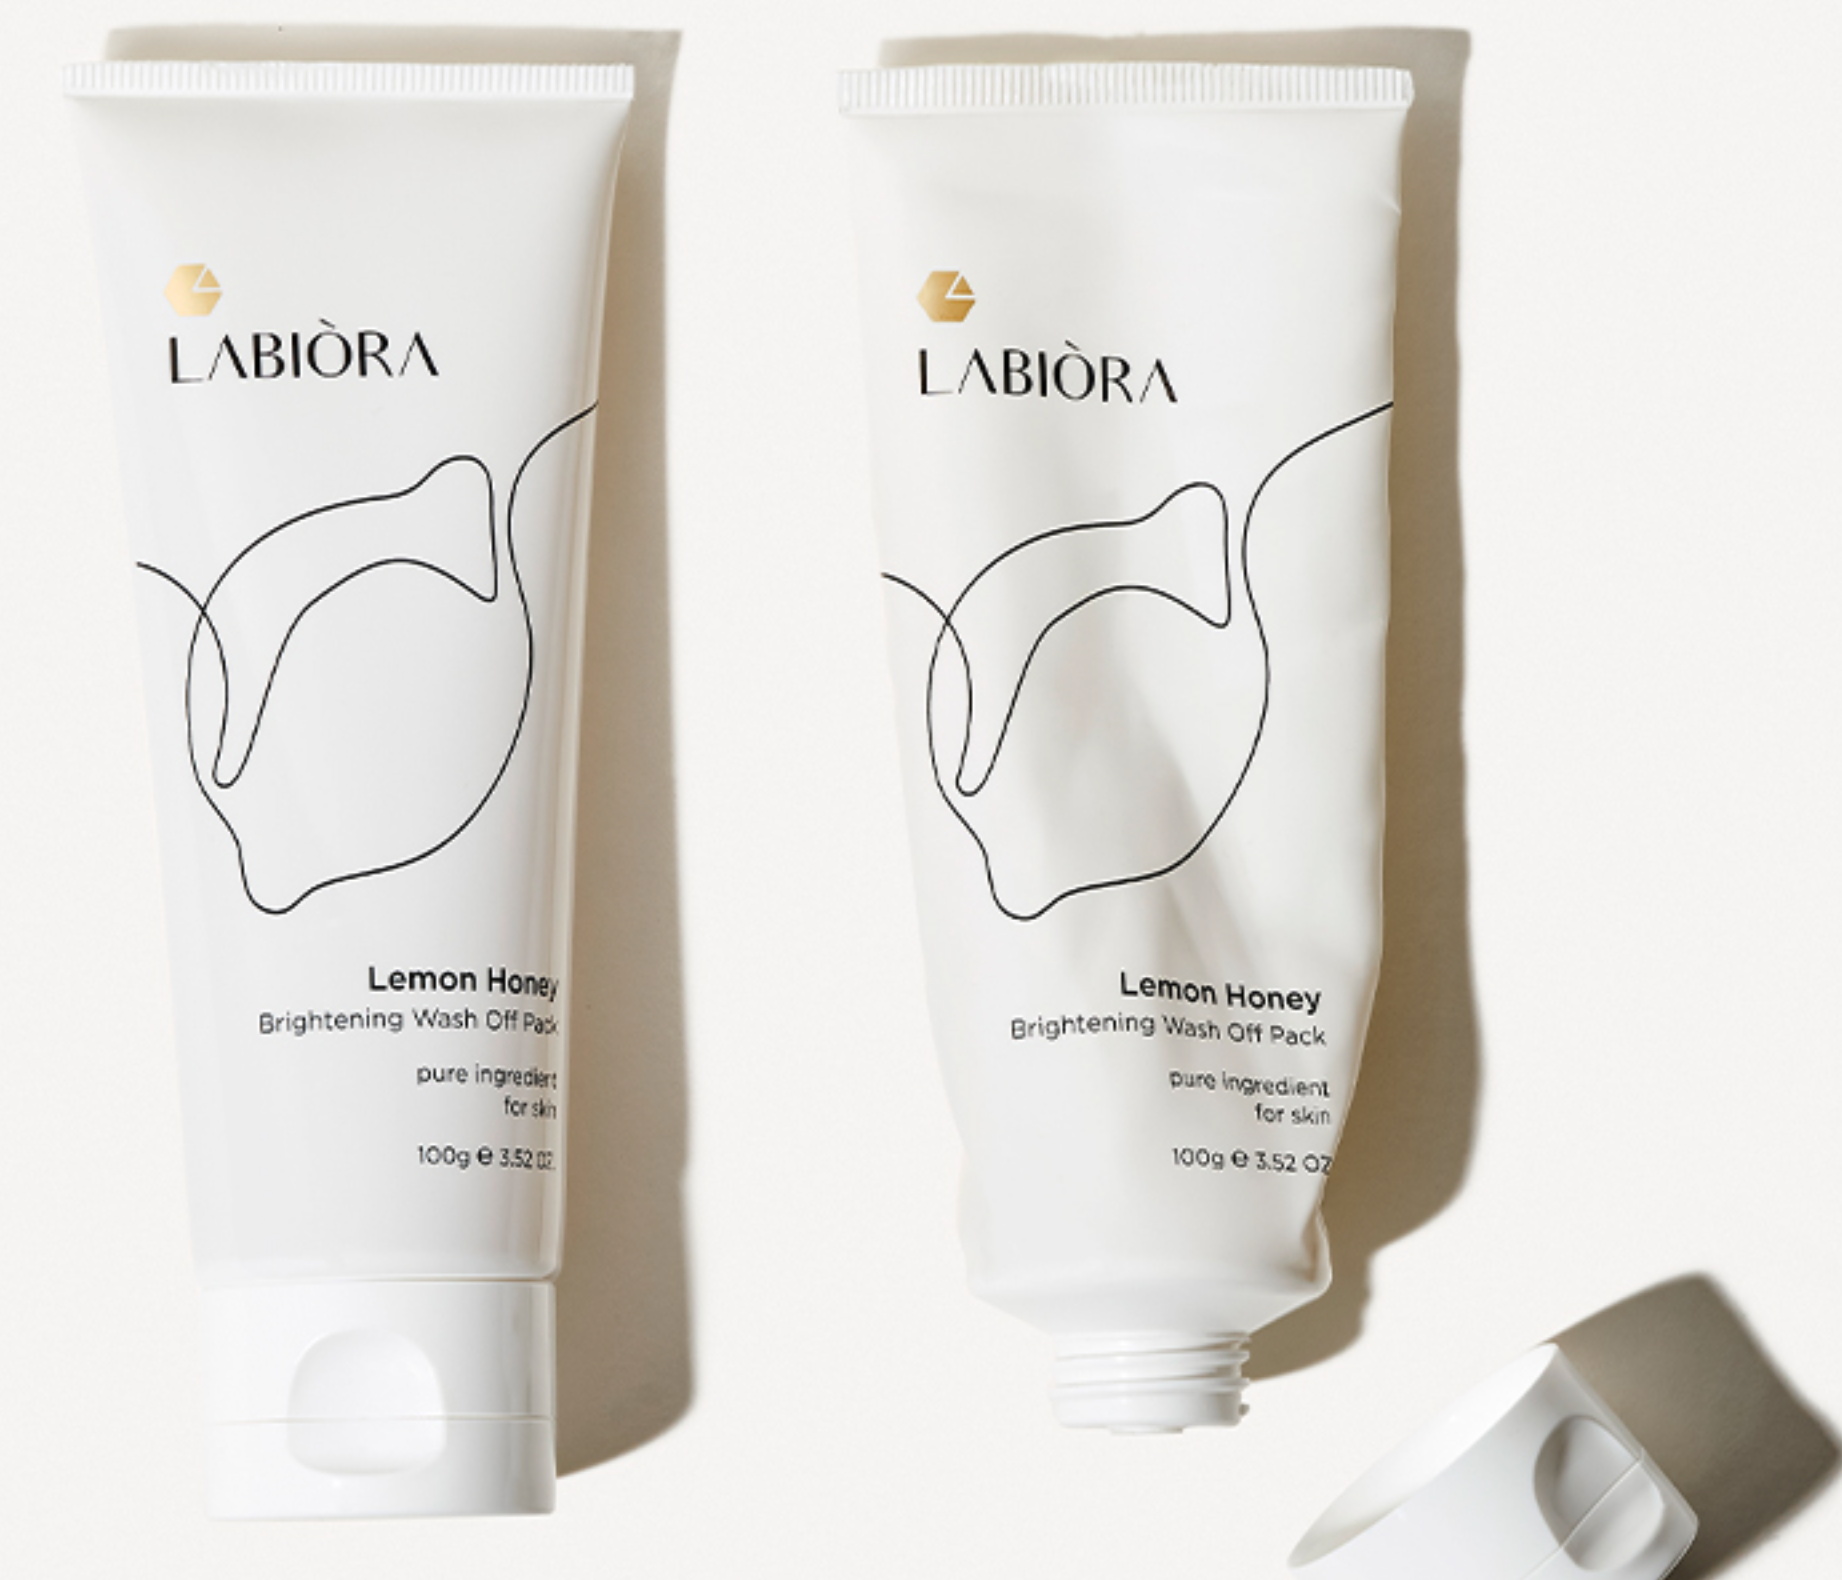 LABIÒRA
Lemon Honey
Brightening Wash Off Pack
pure ingredient
for skin
100g ℮ 3.52 OZ.
LABIÒRA
Lemon Honey
Brightening Wash Off Pack
pure ingredient
for skin
100g ℮ 3.52 OZ